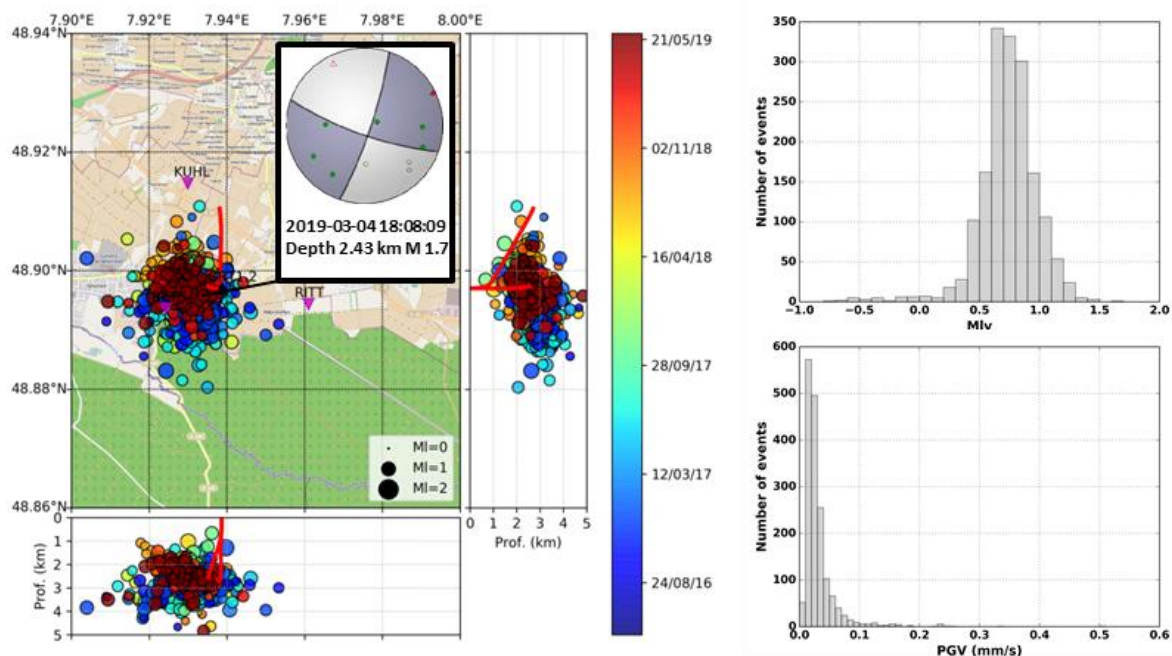 7.90°E 7.92°E 7.94°E 7.96°E 7.98°E 8.00°E
48.94°N
48.92°N
48.90°N
48.88°N
48.86°N
KUHL
RITT
2019-03-04 18:08:09
Depth 2.43 km M 1.7
Ml=0
Ml=1
Ml=2
0 1 2 3 4 5
Prof. (km)
0
1
2
3
4
5
Prof. (km)
21/05/19
02/11/18
16/04/18
28/09/17
12/03/17
24/08/16
350
300
250
200
150
100
50
0
Number of events
−1.0 −0.5 0.0 0.5 1.0 1.5 2.0
Mlv
600
500
400
300
200
100
0
Number of events
0.0 0.1 0.2 0.3 0.4 0.5 0.6
PGV (mm/s)